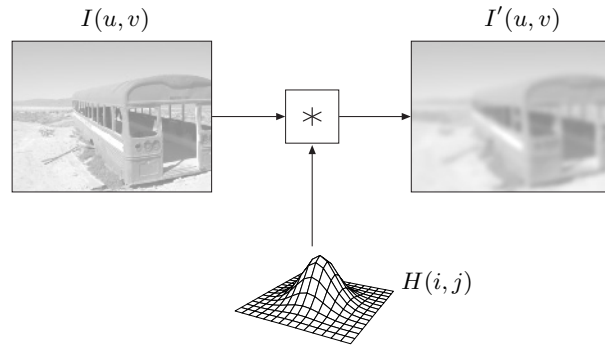 I(u, v)
I′(u, v)
∗
H(i, j)